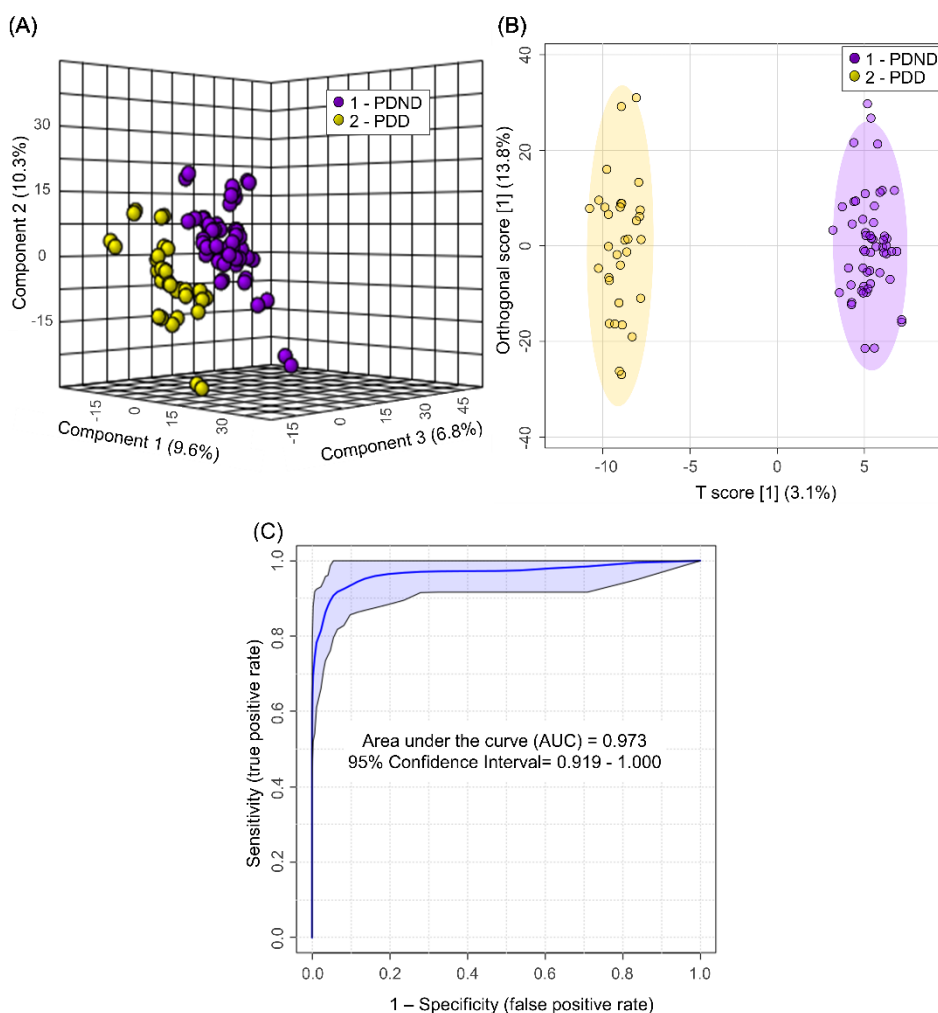 (A)
1 - PDND
2 - PDD
Component 2 (10.3%)
30
15
0
-15
-15
0
15
30
Component 1 (9.6%)
-15
0
15
30
45
Component 3 (6.8%)
(B)
1 - PDND
2 - PDD
Orthogonal score [1] (13.8%)
40
20
0
-20
-40
-10
-5
0
5
T score [1] (3.1%)
(C)
Sensitivity (true positive rate)
1.0
0.8
0.6
0.4
0.2
0.0
Area under the curve (AUC) = 0.973
95% Confidence Interval= 0.919 - 1.000
0.0
0.2
0.4
0.6
0.8
1.0
1 – Specificity (false positive rate)